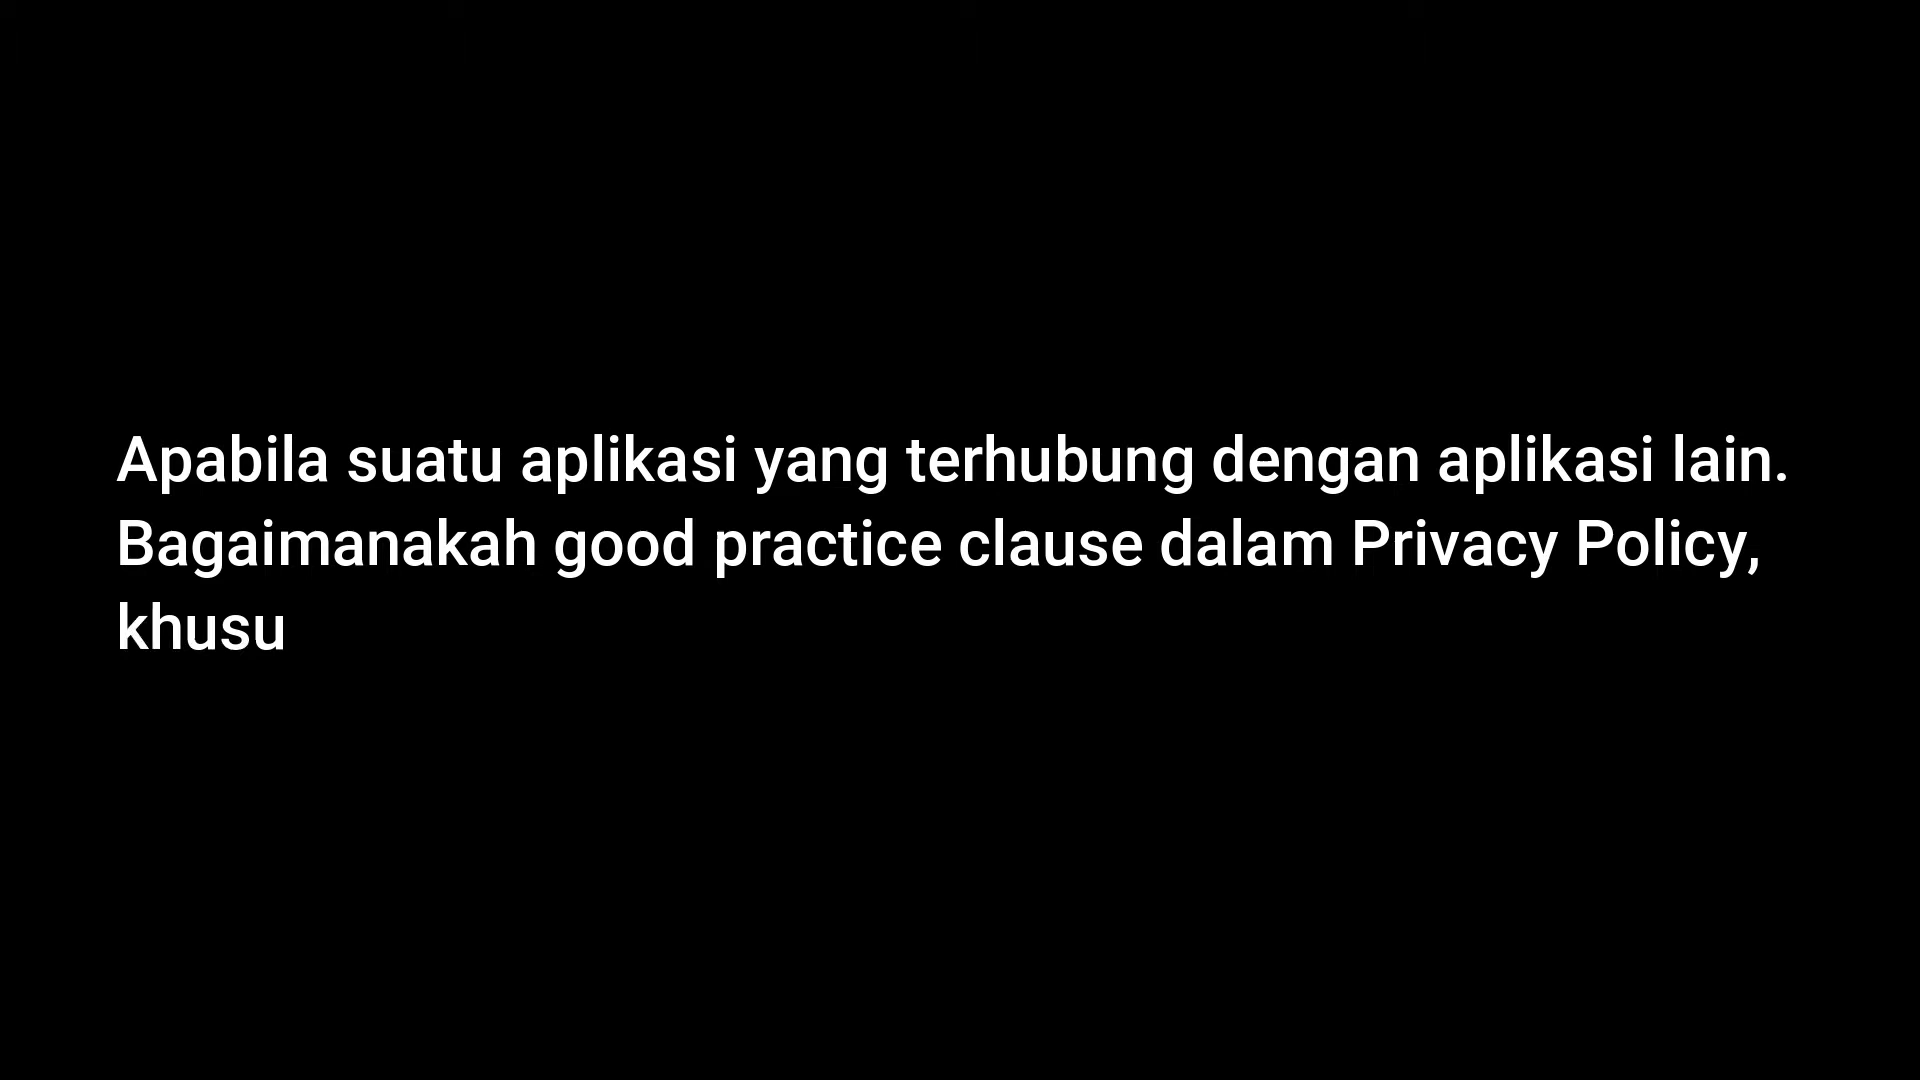 Apabila suatu aplikasi yang terhubung dengan aplikasi lain.
Bagaimanakah good practice clause dalam Privacy Policy,
khusu